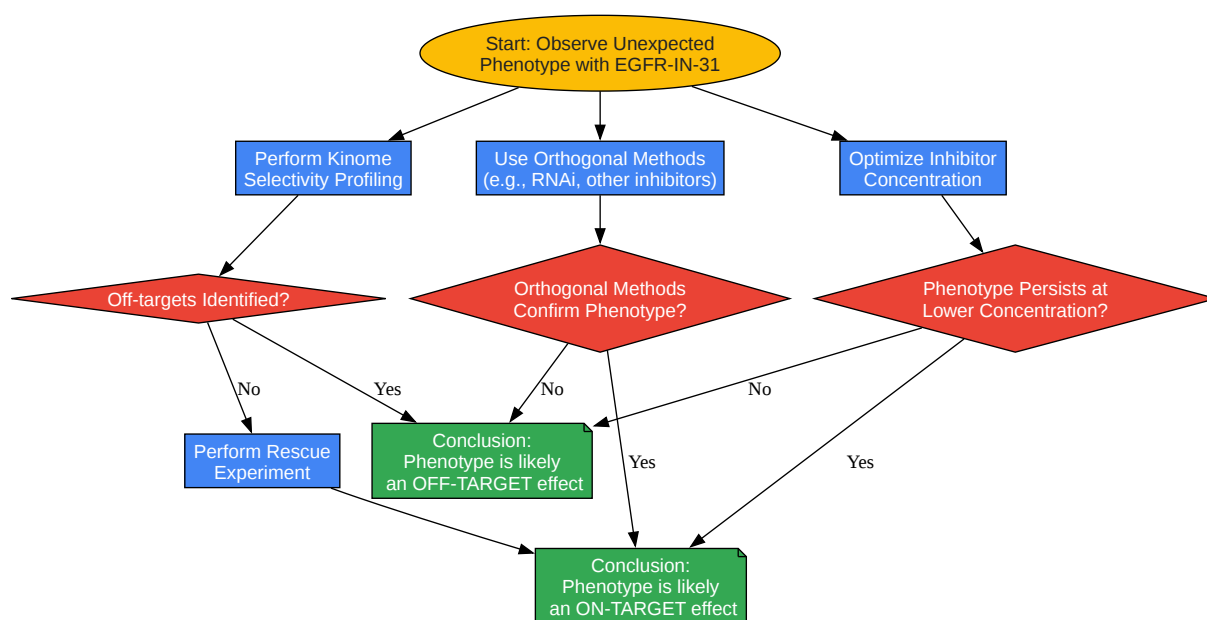 Start: Observe Unexpected
Phenotype with EGFR-IN-31
Perform Kinome
Selectivity Profiling
Use Orthogonal Methods
(e.g., RNAi, other inhibitors)
Optimize Inhibitor
Concentration
Off-targets Identified?
Orthogonal Methods
Confirm Phenotype?
Phenotype Persists at
Lower Concentration?
No
Yes
No
No
Perform Rescue
Experiment
Conclusion:
Phenotype is likely
an OFF-TARGET effect
Yes
Yes
Conclusion:
Phenotype is likely
an ON-TARGET effect